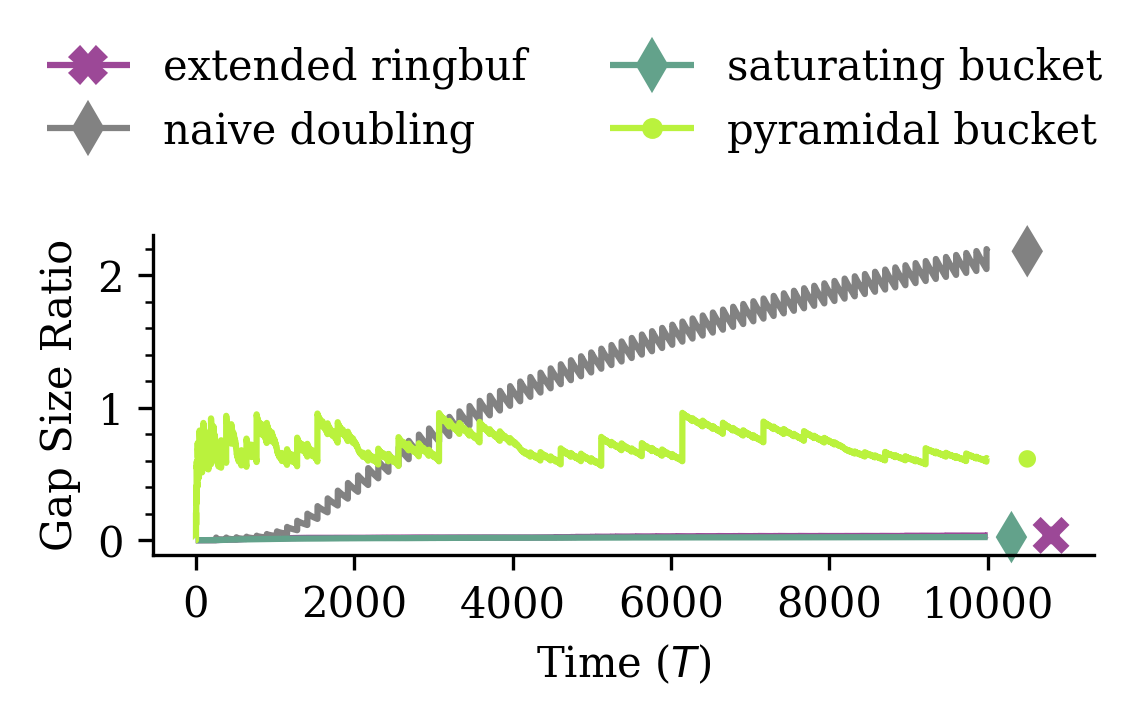 extended ringbuf
saturating bucket
naive doubling
pyramidal bucket
Gap Size Ratio
2
1
0
0 2000 4000 6000 8000 10000
Time (T)